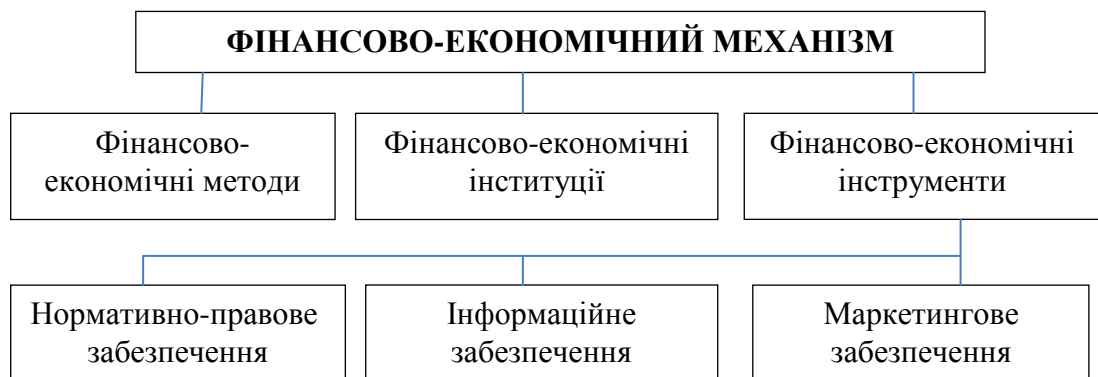 ФІНАНСОВО-ЕКОНОМІЧНИЙ МЕХАНІЗМ
Фінансово-
економічні методи
Фінансово-економічні
інституції
Фінансово-економічні
інструменти
Нормативно-правове
забезпечення
Інформаційне
забезпечення
Маркетингове
забезпечення